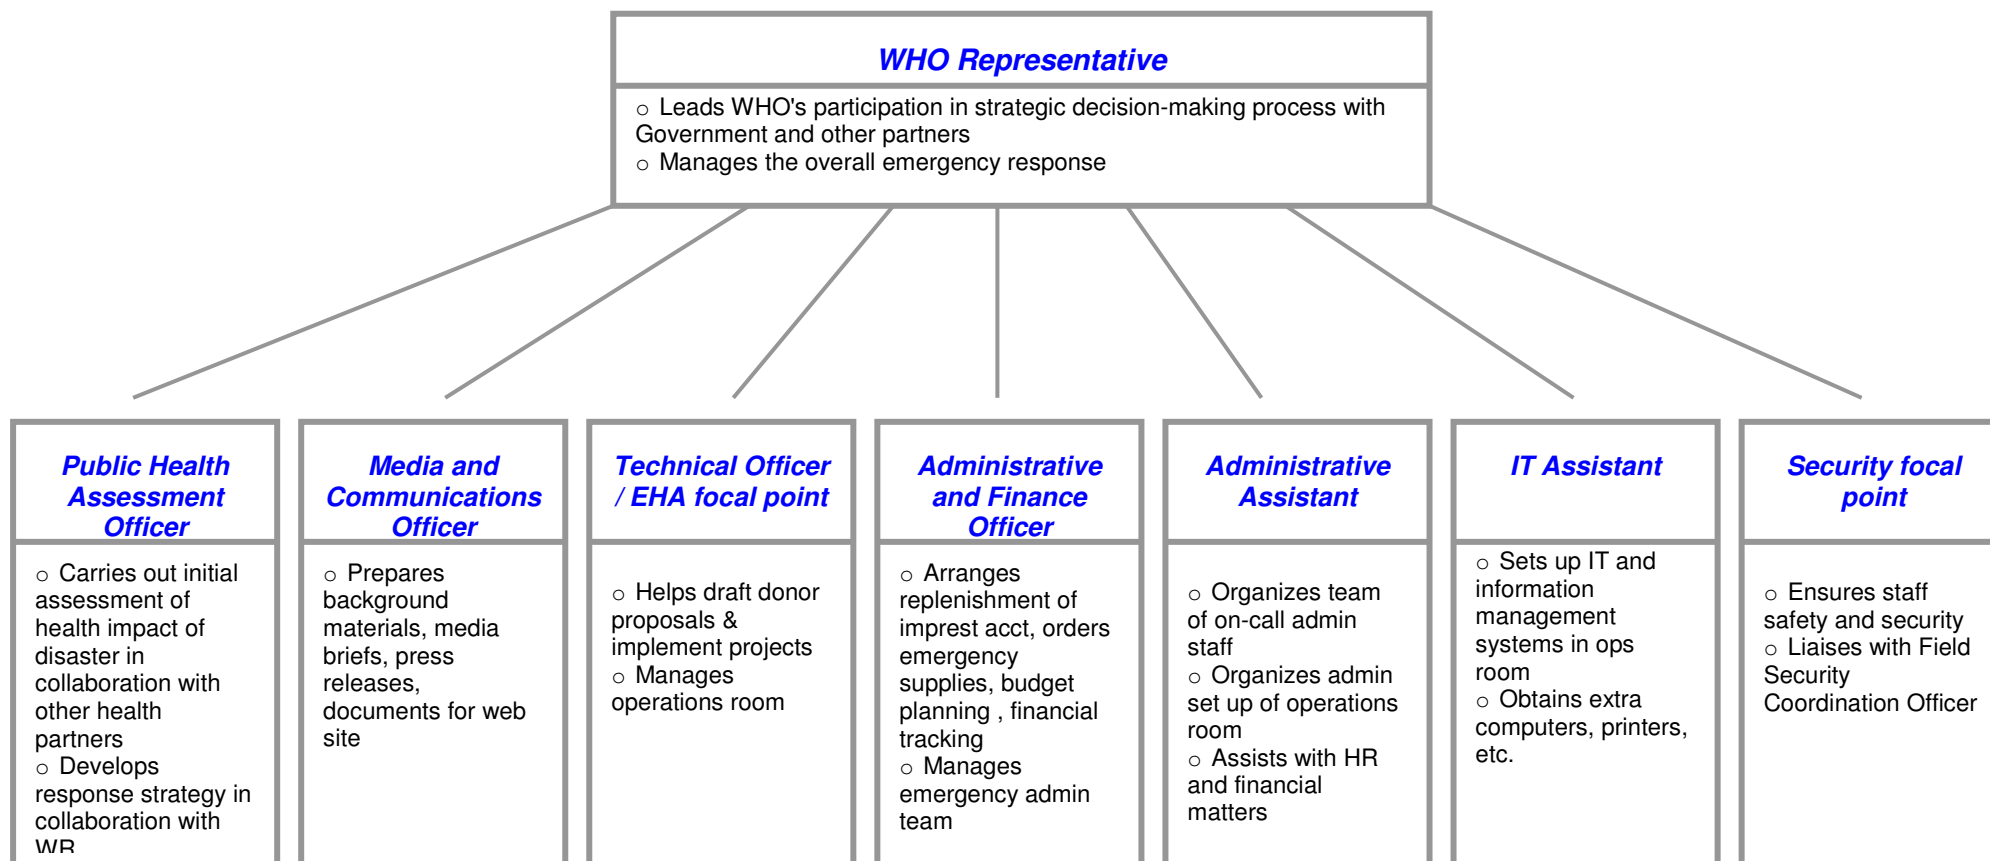 WHO Representative
○ Leads WHO's participation in strategic decision-making process with
Government and other partners
○ Manages the overall emergency response
Public Health
Assessment
Officer
○ Carries out initial
assessment of
health impact of
disaster in
collaboration with
other health
partners
○ Develops
response strategy in
collaboration with
WR
Media and
Communications
Officer
○ Prepares
background
materials, media
briefs, press
releases,
documents for web
site
Technical Officer
/ EHA focal point
○ Helps draft donor
proposals &
implement projects
○ Manages
operations room
Administrative
and Finance
Officer
○ Arranges
replenishment of
imprest acct, orders
emergency
supplies, budget
planning , financial
tracking
○ Manages
emergency admin
team
Administrative
Assistant
○ Organizes team
of on-call admin
staff
○ Organizes admin
set up of operations
room
○ Assists with HR
and financial
matters
IT Assistant
○ Sets up IT and
information
management
systems in ops
room
○ Obtains extra
computers, printers,
etc.
Security focal
point
○ Ensures staff
safety and security
○ Liaises with Field
Security
Coordination Officer